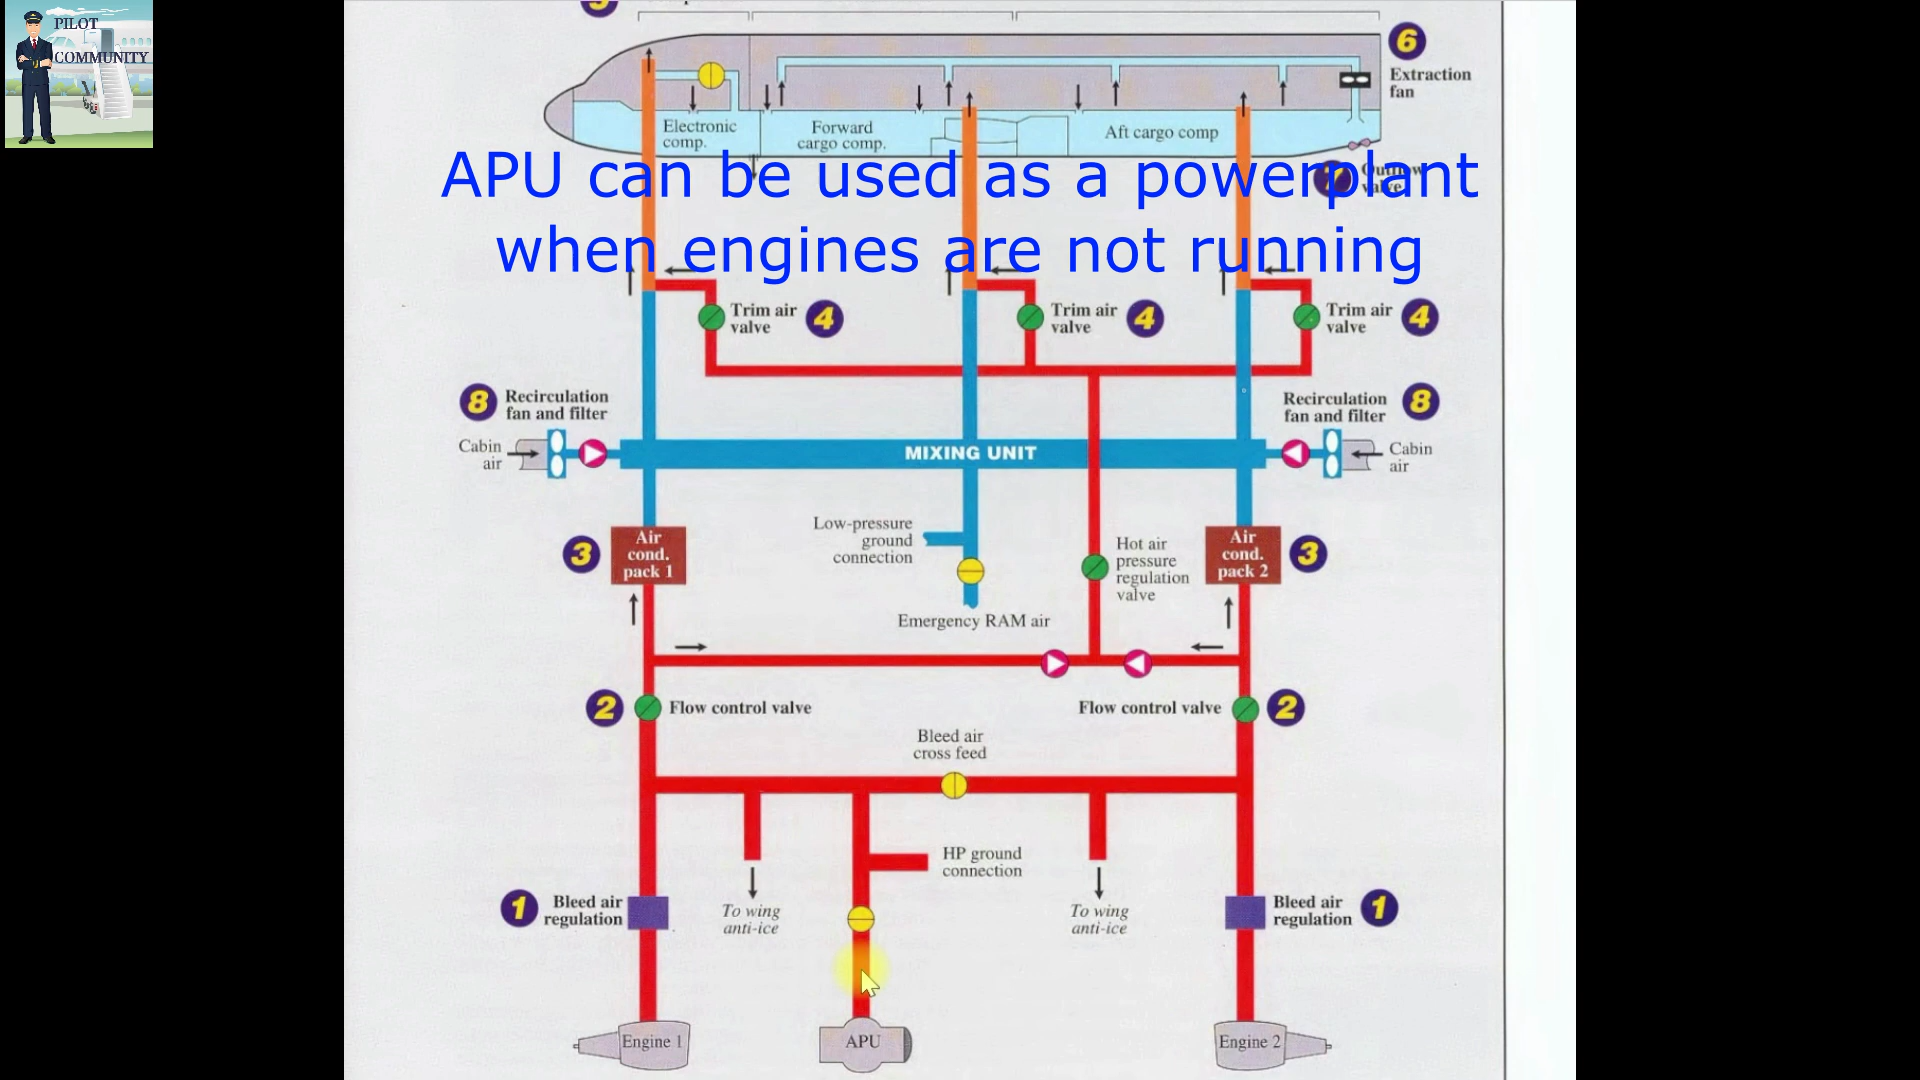 PILOT
COMMUNITY
6
Extraction
fan
Electronic
comp.
Forward
cargo comp.
Aft cargo comp
APU can be used as a powerplant
when engines are not running
Trim air
valve
4
Trim air
valve
4
Trim air
valve
4
8
Recirculation
fan and filter
Cabin
air
MIXING UNIT
Recirculation
fan and filter
8
Cabin
air
3
Air
cond.
pack 1
Low-pressure
ground
connection
Emergency RAM air
Hot air
pressure
regulation
valve
Air
cond.
pack 2
3
2
Flow control valve
Flow control valve
2
Bleed air
cross feed
HP ground
connection
1
Bleed air
regulation
To wing
anti-ice
To wing
anti-ice
Bleed air
regulation
1
Engine 1
APU
Engine 2